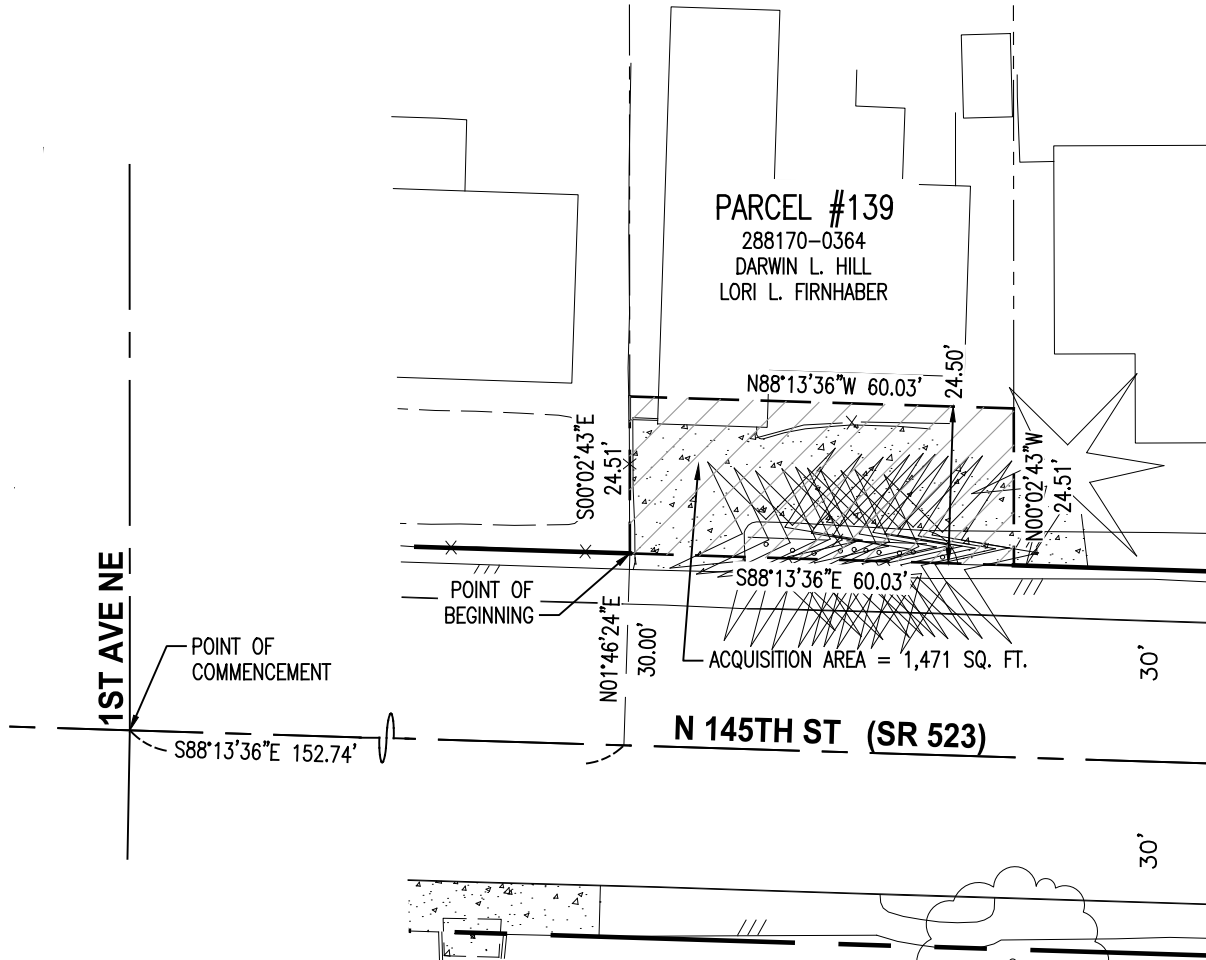 PARCEL #139
288170-0364
DARWIN L. HILL
LORI L. FIRNHABER
N88°13'36"W 60.03'
24.50'
S00°02'43"E
24.51'
N00°02'43"W
24.51'
S88°13'36"E 60.03'
POINT OF
BEGINNING
N01°46'24"E
30.00'
ACQUISITION AREA = 1,471 SQ. FT.
1ST AVE NE
POINT OF
COMMENCEMENT
S88°13'36"E 152.74'
N 145TH ST (SR 523)
30'
30'